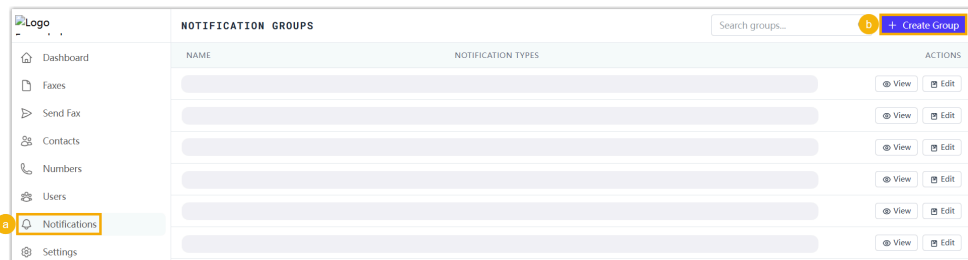 Logo
NOTIFICATION GROUPS
Search groups...
b
+ Create Group
Dashboard
Faxes
Send Fax
Contacts
Numbers
Users
a
Notifications
Settings
NAME NOTIFICATION TYPES ACTIONS
View Edit
View Edit
View Edit
View Edit
View Edit
View Edit